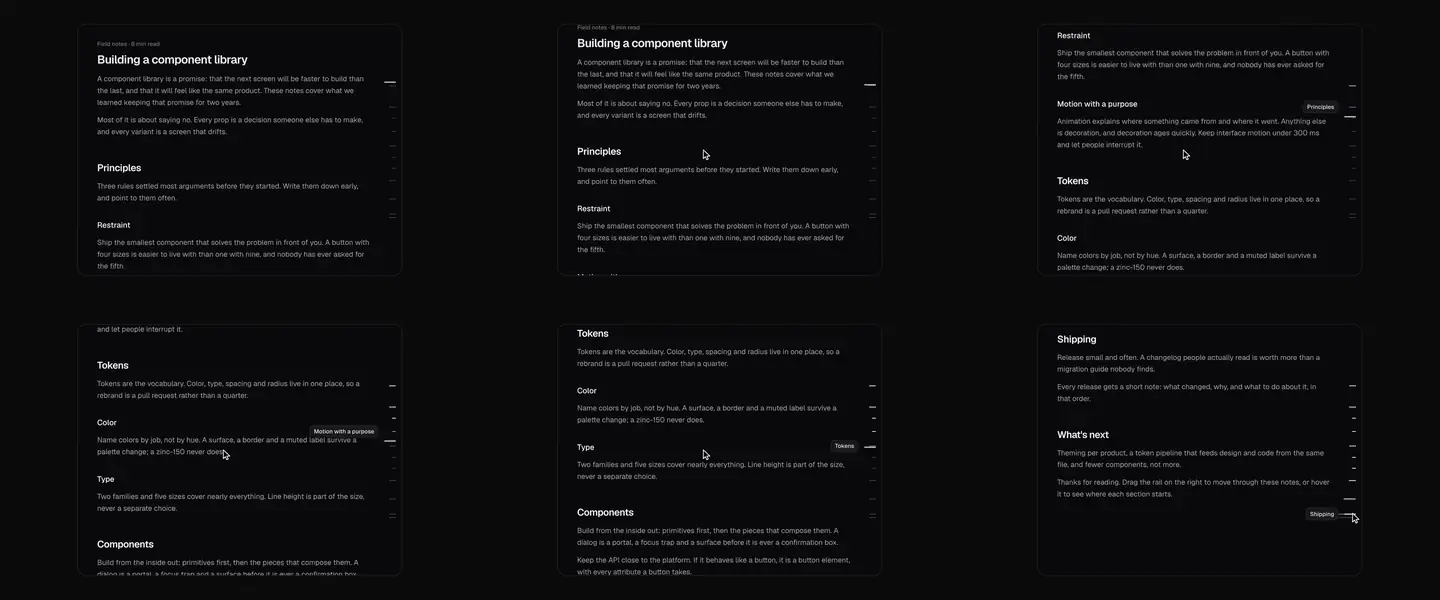 Field notes · 8 min read
Building a component library
A component library is a promise: that the next screen will be faster to build than
the last, and that it will feel like the same product. These notes cover what we
learned keeping that promise for two years.
Most of it is about saying no. Every prop is a decision someone else has to make,
and every variant is a screen that drifts.
Principles
Three rules settled most arguments before they started. Write them down early,
and point to them often.
Restraint
Ship the smallest component that solves the problem in front of you. A button with
four sizes is easier to live with than one with nine, and nobody has ever asked for
the fifth.
Field notes · 8 min read
Building a component library
A component library is a promise: that the next screen will be faster to build than
the last, and that it will feel like the same product. These notes cover what we
learned keeping that promise for two years.
Most of it is about saying no. Every prop is a decision someone else has to make,
and every variant is a screen that drifts.
Principles
Three rules settled most arguments before they started. Write them down early,
and point to them often.
Restraint
Ship the smallest component that solves the problem in front of you. A button with
four sizes is easier to live with than one with nine, and nobody has ever asked for
the fifth.
Restraint
Ship the smallest component that solves the problem in front of you. A button with
four sizes is easier to live with than one with nine, and nobody has ever asked for
the fifth.
Motion with a purpose
Principles
Animation explains where something came from and where it went. Anything else
is decoration, and decoration ages quickly. Keep interface motion under 300 ms
and let people interrupt it.
Tokens
Tokens are the vocabulary. Color, type, spacing and radius live in one place, so a
rebrand is a pull request rather than a quarter.
Color
Name colors by job, not by hue. A surface, a border and a muted label survive a
palette change; a zinc-150 never does.
and let people interrupt it.
Tokens
Tokens are the vocabulary. Color, type, spacing and radius live in one place, so a
rebrand is a pull request rather than a quarter.
Color
Motion with a purpose
Name colors by job, not by hue. A surface, a border and a muted label survive a
palette change; a zinc-150 never does.
Type
Two families and five sizes cover nearly everything. Line height is part of the size,
never a separate choice.
Components
Build from the inside out: primitives first, then the pieces that compose them. A
dialog is a portal, a focus trap and a surface before it is ever a confirmation box.
Tokens
Tokens are the vocabulary. Color, type, spacing and radius live in one place, so a
rebrand is a pull request rather than a quarter.
Color
Name colors by job, not by hue. A surface, a border and a muted label survive a
palette change; a zinc-150 never does.
Type
Tokens
Two families and five sizes cover nearly everything. Line height is part of the size,
never a separate choice.
Components
Build from the inside out: primitives first, then the pieces that compose them. A
dialog is a portal, a focus trap and a surface before it is ever a confirmation box.
Keep the API close to the platform. If it behaves like a button, it is a button element,
with every attribute a button takes.
Shipping
Release small and often. A changelog people actually read is worth more than a
migration guide nobody finds.
Every release gets a short note: what changed, why, and what to do about it, in
that order.
What's next
Theming per product, a token pipeline that feeds design and code from the same
file, and fewer components, not more.
Thanks for reading. Drag the rail on the right to move through these notes, or hover
it to see where each section starts.
Shipping